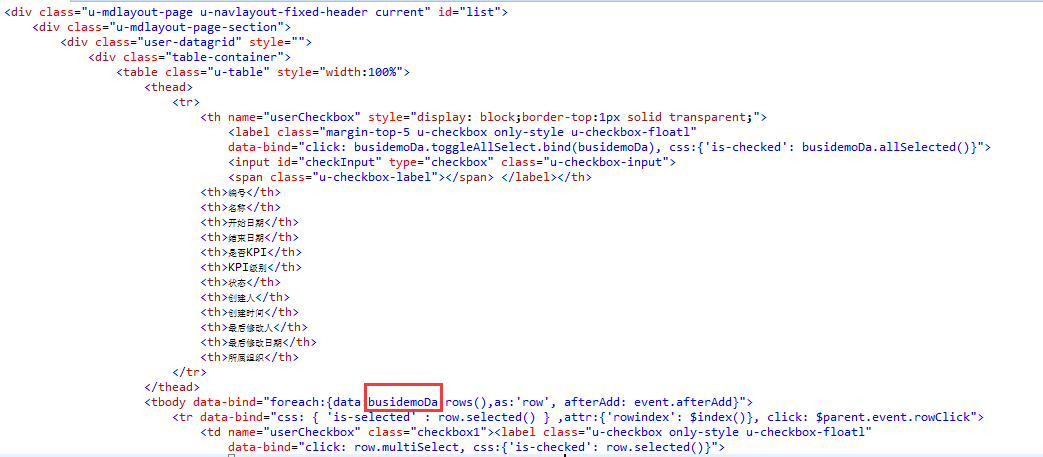 <div class="u-mdlayout-page u-navlayout-fixed-header current" id="list">
<div class="u-mdlayout-page-section">
<div class="user-datagrid" style="">
<div class="table-container">
<table class="u-table" style="width:100%">
<thead>
<tr>
<th name="userCheckbox" style="display: block;border-top:1px solid transparent;">
<label class="margin-top-5 u-checkbox only-style u-checkbox-floatl"
data-bind="click: busidemoDa.toggleAllSelect.bind(busidemoDa), css:{'is-checked': busidemoDa.allSelected()}">
<input id="checkInput" type="checkbox" class="u-checkbox-input">
<span class="u-checkbox-label"></span> </label></th>
<th>编号</th>
<th>名称</th>
<th>开始日期</th>
<th>结束日期</th>
<th>是否KPI</th>
<th>KPI级别</th>
<th>状态</th>
<th>创建人</th>
<th>创建时间</th>
<th>最后修改人</th>
<th>最后修改日期</th>
<th>所属组织</th>
</tr>
</thead>
<tbody data-bind="foreach:{data busidemoDa rows(),as:'row', afterAdd: event.afterAdd}">
<tr data-bind="css: { 'is-selected' : row.selected() } ,attr:{'rowindex': $index()}, click: $parent.event.rowClick">
<td name="userCheckbox" class="checkbox1"><label class="u-checkbox only-style u-checkbox-floatl"
data-bind="click: row.multiSelect, css:{'is-checked': row.selected()}">